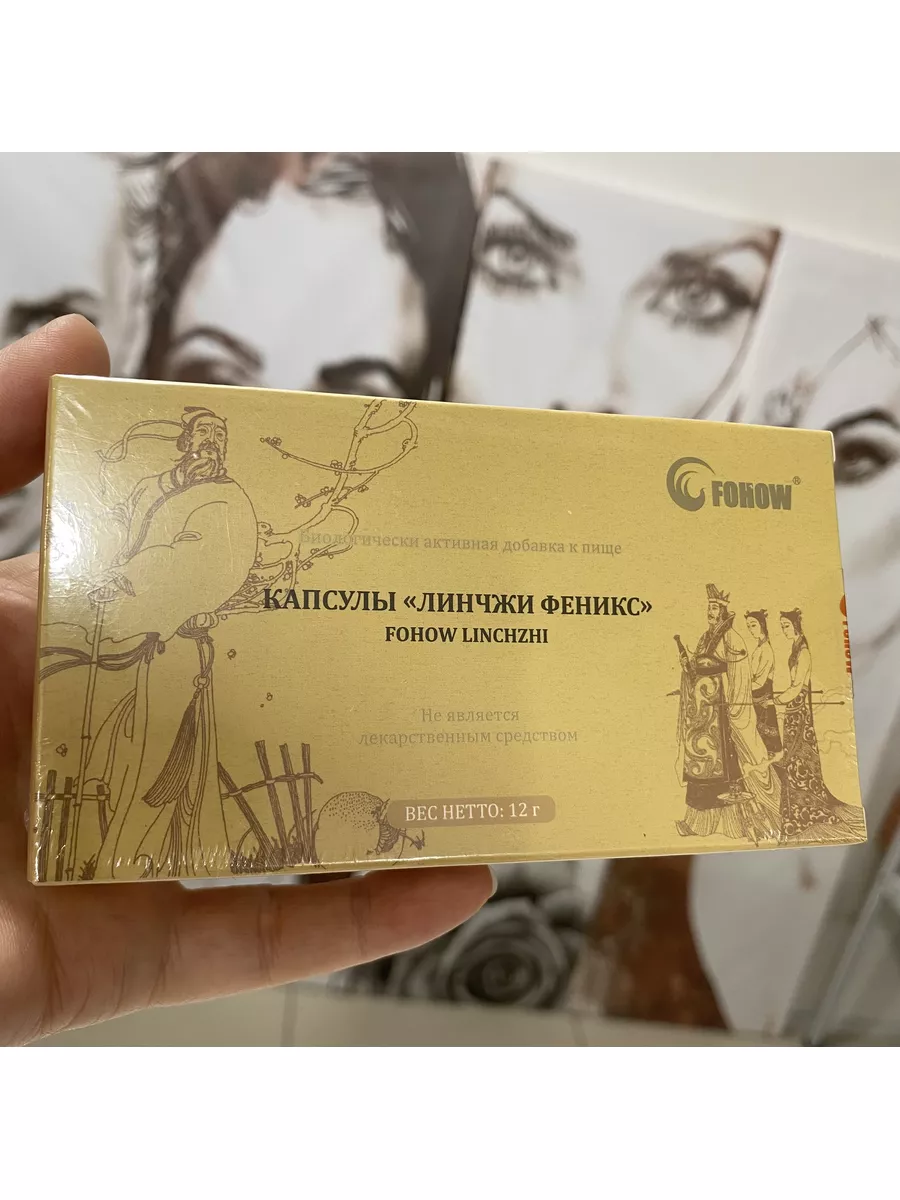 FOHOW®
Биологически активная добавка к пище
КАПСУЛЫ «ЛИНЧЖИ ФЕНИКС»
FOHOW LINCHZHI
Не является
лекарственным средством
ВЕС НЕТТО: 12 г